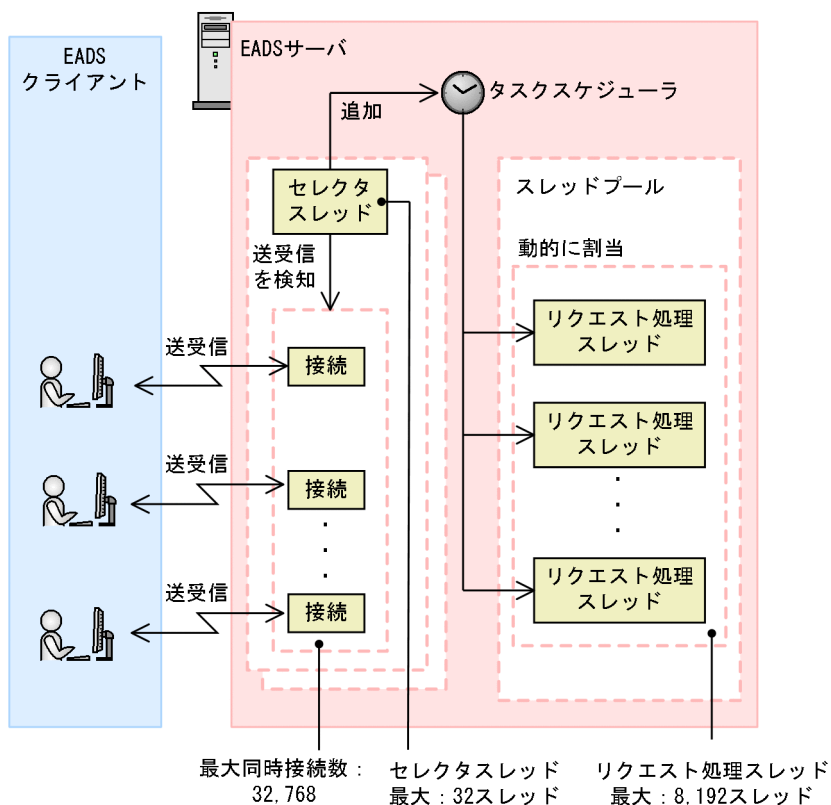 EADS
クライアント
EADSサーバ
追加
タスクスケジューラ
セレクタ
スレッド
送受信
を検知
スレッドプール
動的に割当
リクエスト処理
スレッド
送受信
接続
リクエスト処理
スレッド
送受信
接続
リクエスト処理
スレッド
送受信
接続
最大同時接続数：
32,768
セレクタスレッド
最大：32スレッド
リクエスト処理スレッド
最大：8,192スレッド